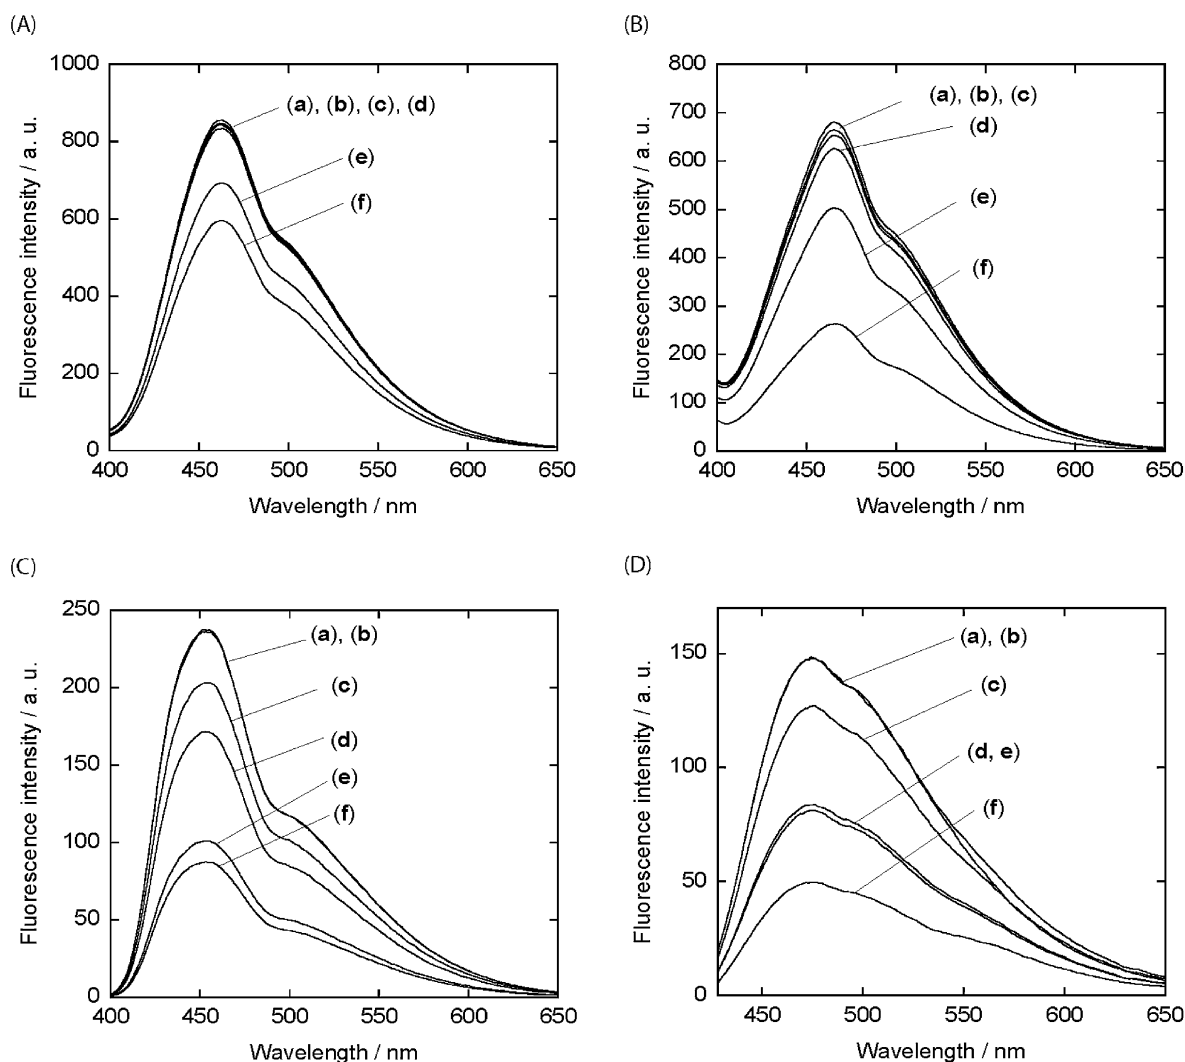 (A)
1000
800
600
400
200
0
Fluorescence intensity / a. u.
(a), (b), (c), (d)
(e)
(f)
400 450 500 550 600 650
Wavelength / nm
(B)
800
700
600
500
400
300
200
100
0
Fluorescence intensity / a. u.
(a), (b), (c)
(d)
(e)
(f)
400 450 500 550 600 650
Wavelength / nm
(C)
250
200
150
100
50
0
Fluorescence intensity / a. u.
(a), (b)
(c)
(d)
(e)
(f)
400 450 500 550 600 650
Wavelength / nm
(D)
150
100
50
0
Fluorescence intensity / a. u.
(a), (b)
(c)
(d, e)
(f)
450 500 550 600 650
Wavelength / nm